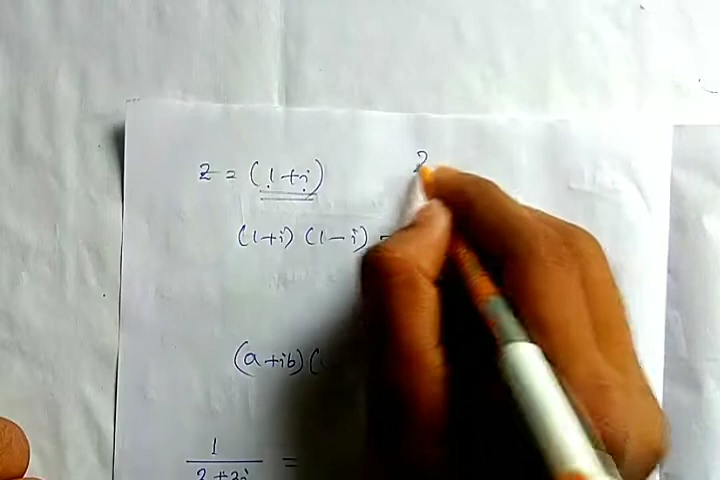 z = (1+i)
(1+i) (1-i)
(a+ib)(
1
=